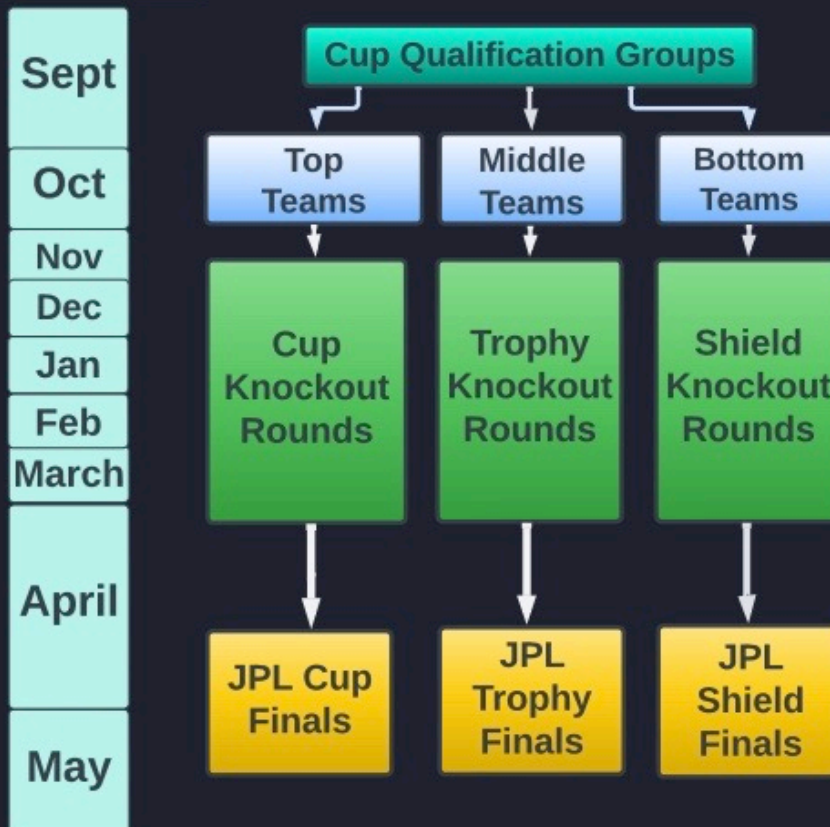 Sept
Oct
Nov
Dec
Jan
Feb
March
April
May
Cup Qualification Groups
Top
Teams
Middle
Teams
Bottom
Teams
Cup
Knockout
Rounds
Trophy
Knockout
Rounds
Shield
Knockout
Rounds
JPL Cup
Finals
JPL
Trophy
Finals
JPL
Shield
Finals